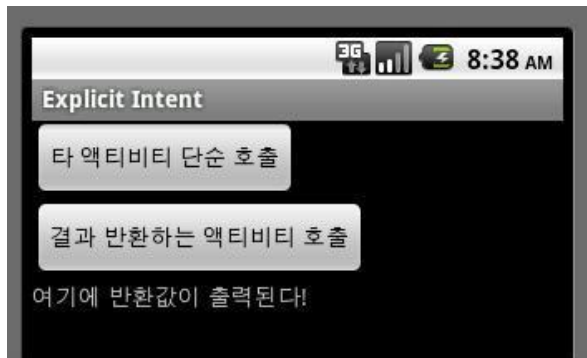 3G 8:38 AM
Explicit Intent
타 액티비티 단순 호출
결과 반환하는 액티비티 호출
여기에 반환값이 출력된다!